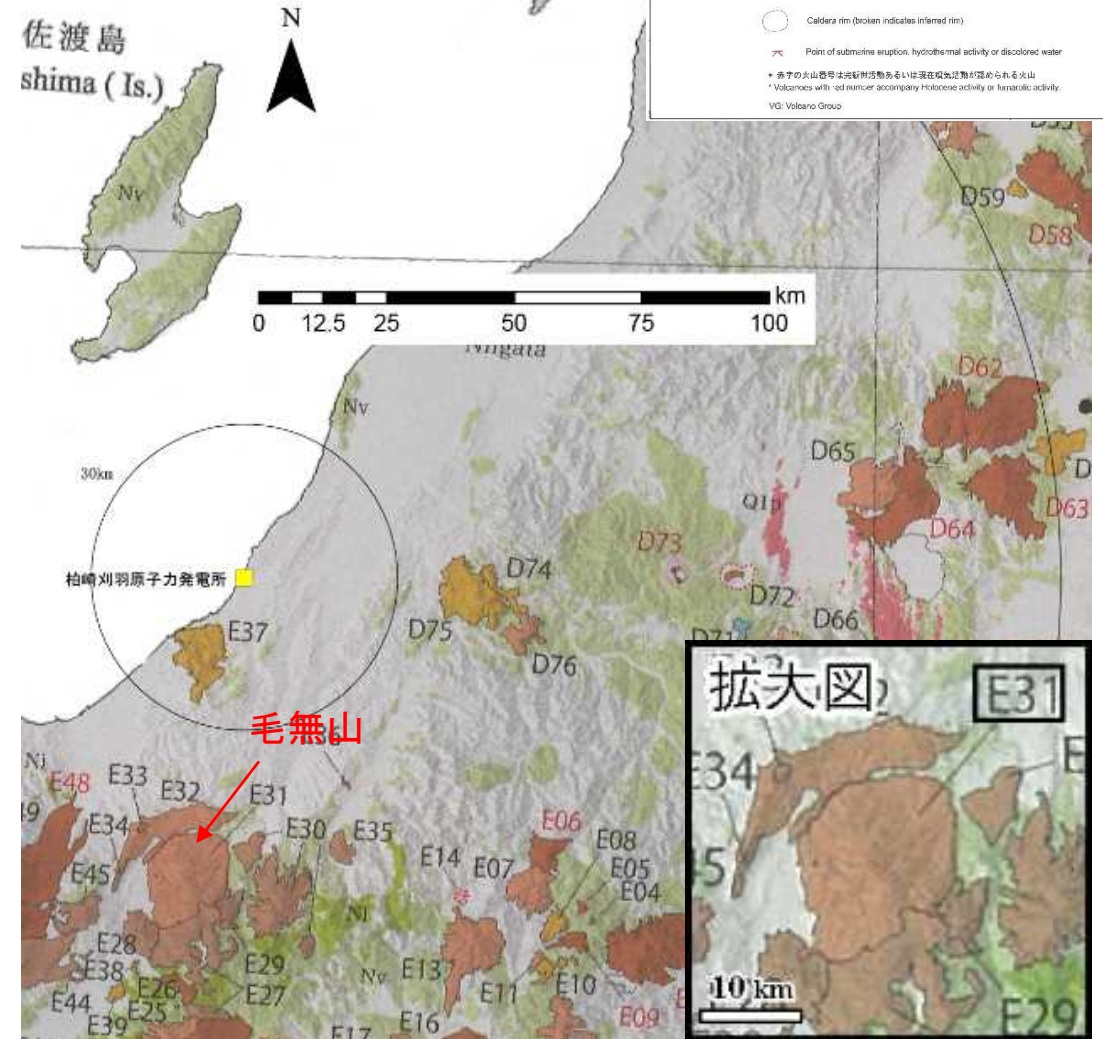 佐渡島
shima ( Is.)
N
Caldera rim (broken indicates inferred rim)
Point of submarine eruption, hydrothermal activity or discolored water
* 赤字の火山番号は完新世活動あるいは現在噴気活動が認められる火山
* Volcanoes with red number accompany Holocene activity or fumarolic activity.
VG: Volcano Group
Nv
D59
D58
km
0 12.5 25 50 75 100
Niigata
Nv
D62
D65
30km
Q1p
D63
D64
D73
柏崎刈羽原子力発電所
D74
D72
E37
D75
D66
D71
D76
毛無山
Ni
E48
E33
E32
E31
E34
E30
E35
E06
E08
E45
E14
E07
E05
E04
Ni
E28
E38
E29
Nv
E13
E26
E27
E11
E10
E44
E25
E09
E39
E16
E17
拡大図
E31
E34
10 km
E29